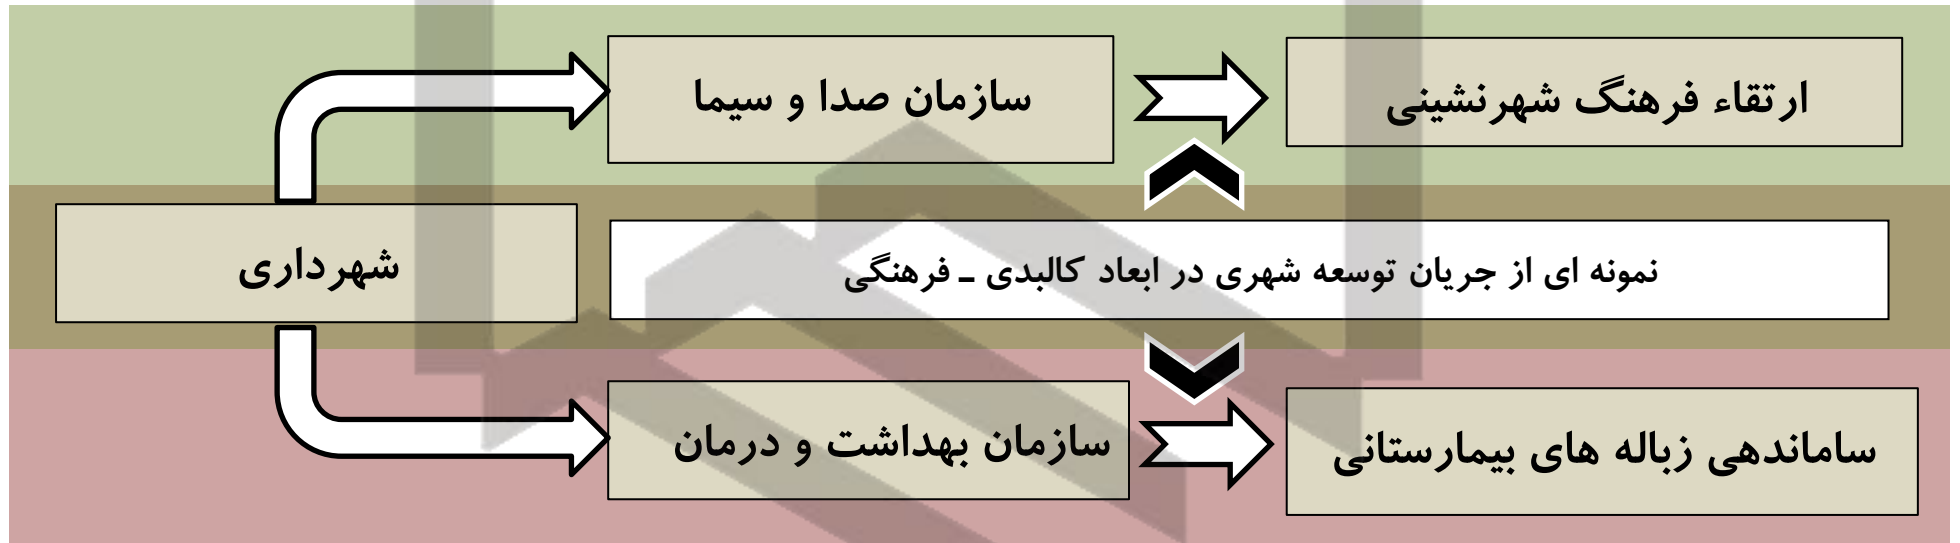 سازمان صدا و سیما
ارتقاء فرهنگ شهرنشینی
شهرداری
نمونه ای از جریان توسعه شهری در ابعاد کالبدی ـ فرهنگی
سازمان بهداشت و درمان
ساماندهی زباله های بیمارستانی